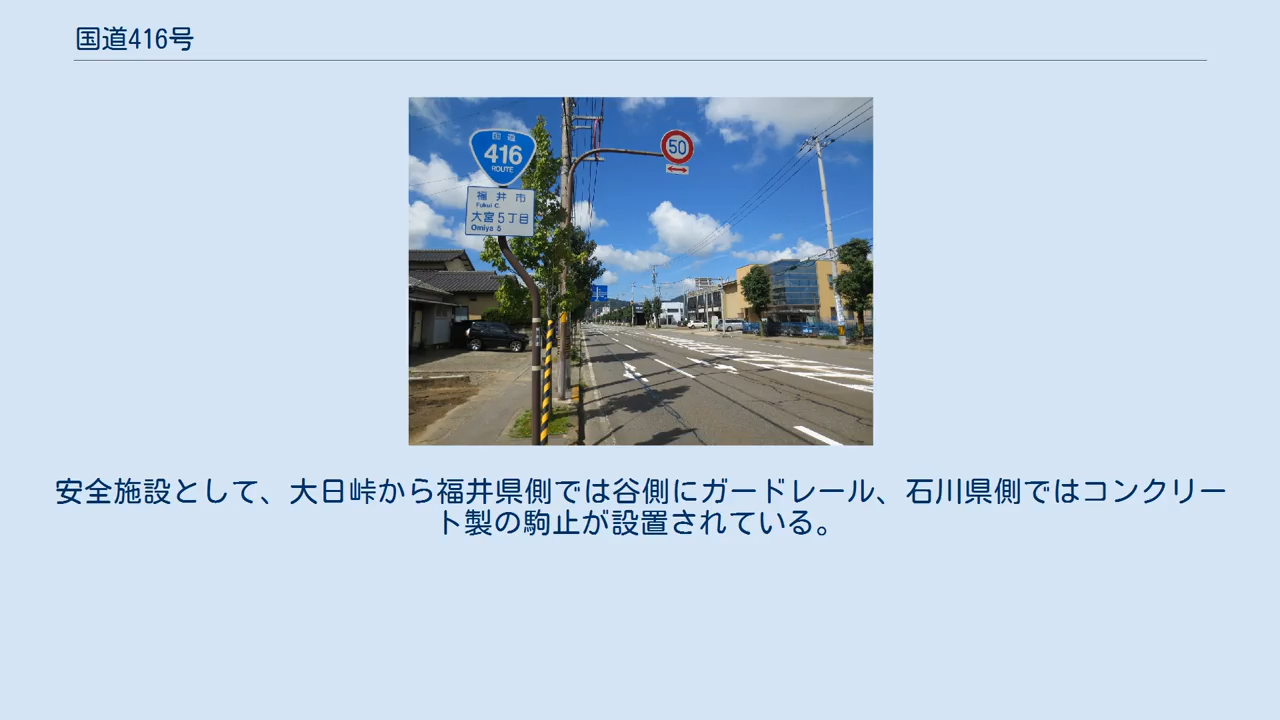 国道416号
国道
416
ROUTE
福井市
Fukui C.
大宮5丁目
Omiya 5
50
安全施設として、大日峠から福井県側では谷側にガードレール、石川県側ではコンクリー
ト製の駒止が設置されている。